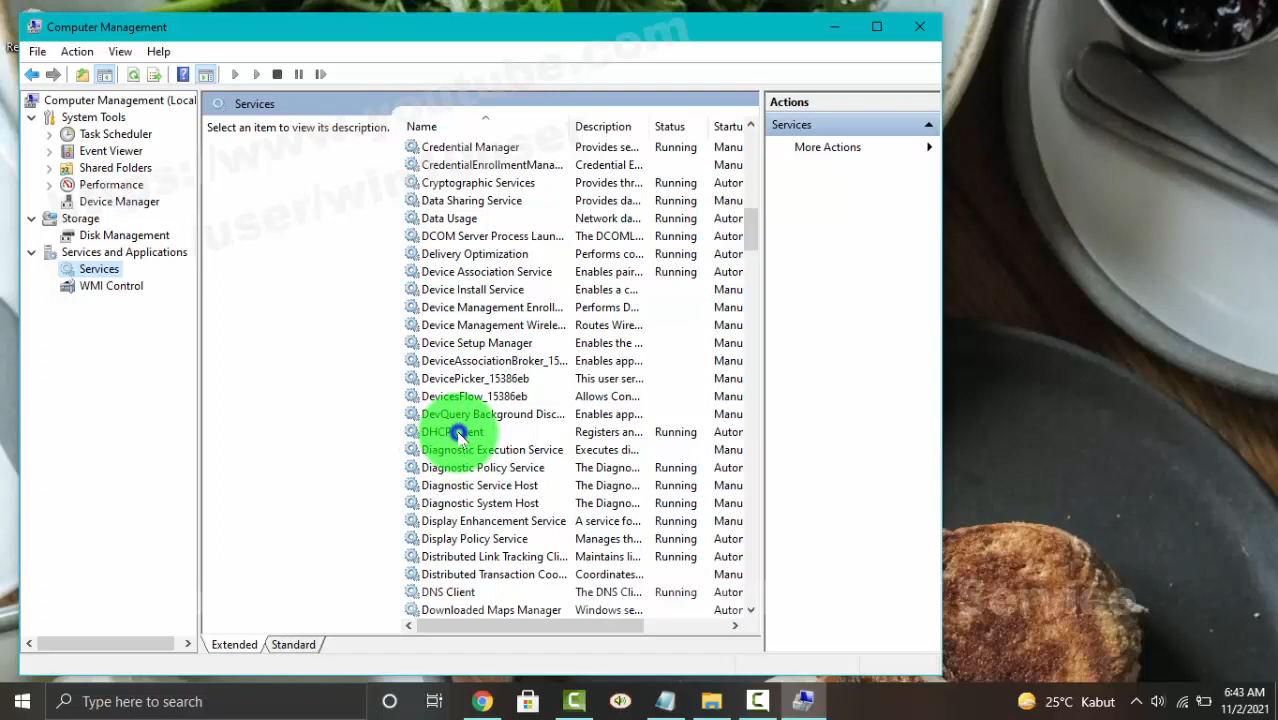 Computer Management
File Action View Help
Computer Management (Local
System Tools
Task Scheduler
Event Viewer
Shared Folders
Performance
Device Manager
Storage
Disk Management
Services and Applications
Services
WMI Control
Services
Select an item to view its description.
Name Description Status Startu
Credential Manager Provides se... Running Manu
CredentialEnrollmentMana... Credential E... Manu
Cryptographic Services Provides thr... Running Autor
Data Sharing Service Provides da... Running Manu
Data Usage Network da... Running Autor
DCOM Server Process Laun... The DCOML... Running Autor
Delivery Optimization Performs co... Running Autor
Device Association Service Enables pair... Running Autor
Device Install Service Enables a c... Manu
Device Management Enroll... Performs D... Manu
Device Management Wirele... Routes Wire... Manu
Device Setup Manager Enables the ... Manu
DeviceAssociationBroker_15... Enables app... Manu
DevicePicker_15386eb This user ser... Manu
DevicesFlow_15386eb Allows Con... Manu
DevQuery Background Disc... Enables app... Manu
DHCP Client Registers an... Running Autor
Diagnostic Execution Service Executes di... Manu
Diagnostic Policy Service The Diagno... Running Autor
Diagnostic Service Host The Diagno... Running Manu
Diagnostic System Host The Diagno... Running Manu
Display Enhancement Service A service fo... Running Manu
Display Policy Service Manages th... Running Autor
Distributed Link Tracking Cli... Maintains li... Running Autor
Distributed Transaction Coo... Coordinates... Manu
DNS Client The DNS Cli... Running Autor
Downloaded Maps Manager Windows se... Autor
Extended Standard
Actions
Services
More Actions
Service
Type here to search
25°C Kabut
6:43 AM
11/2/2021